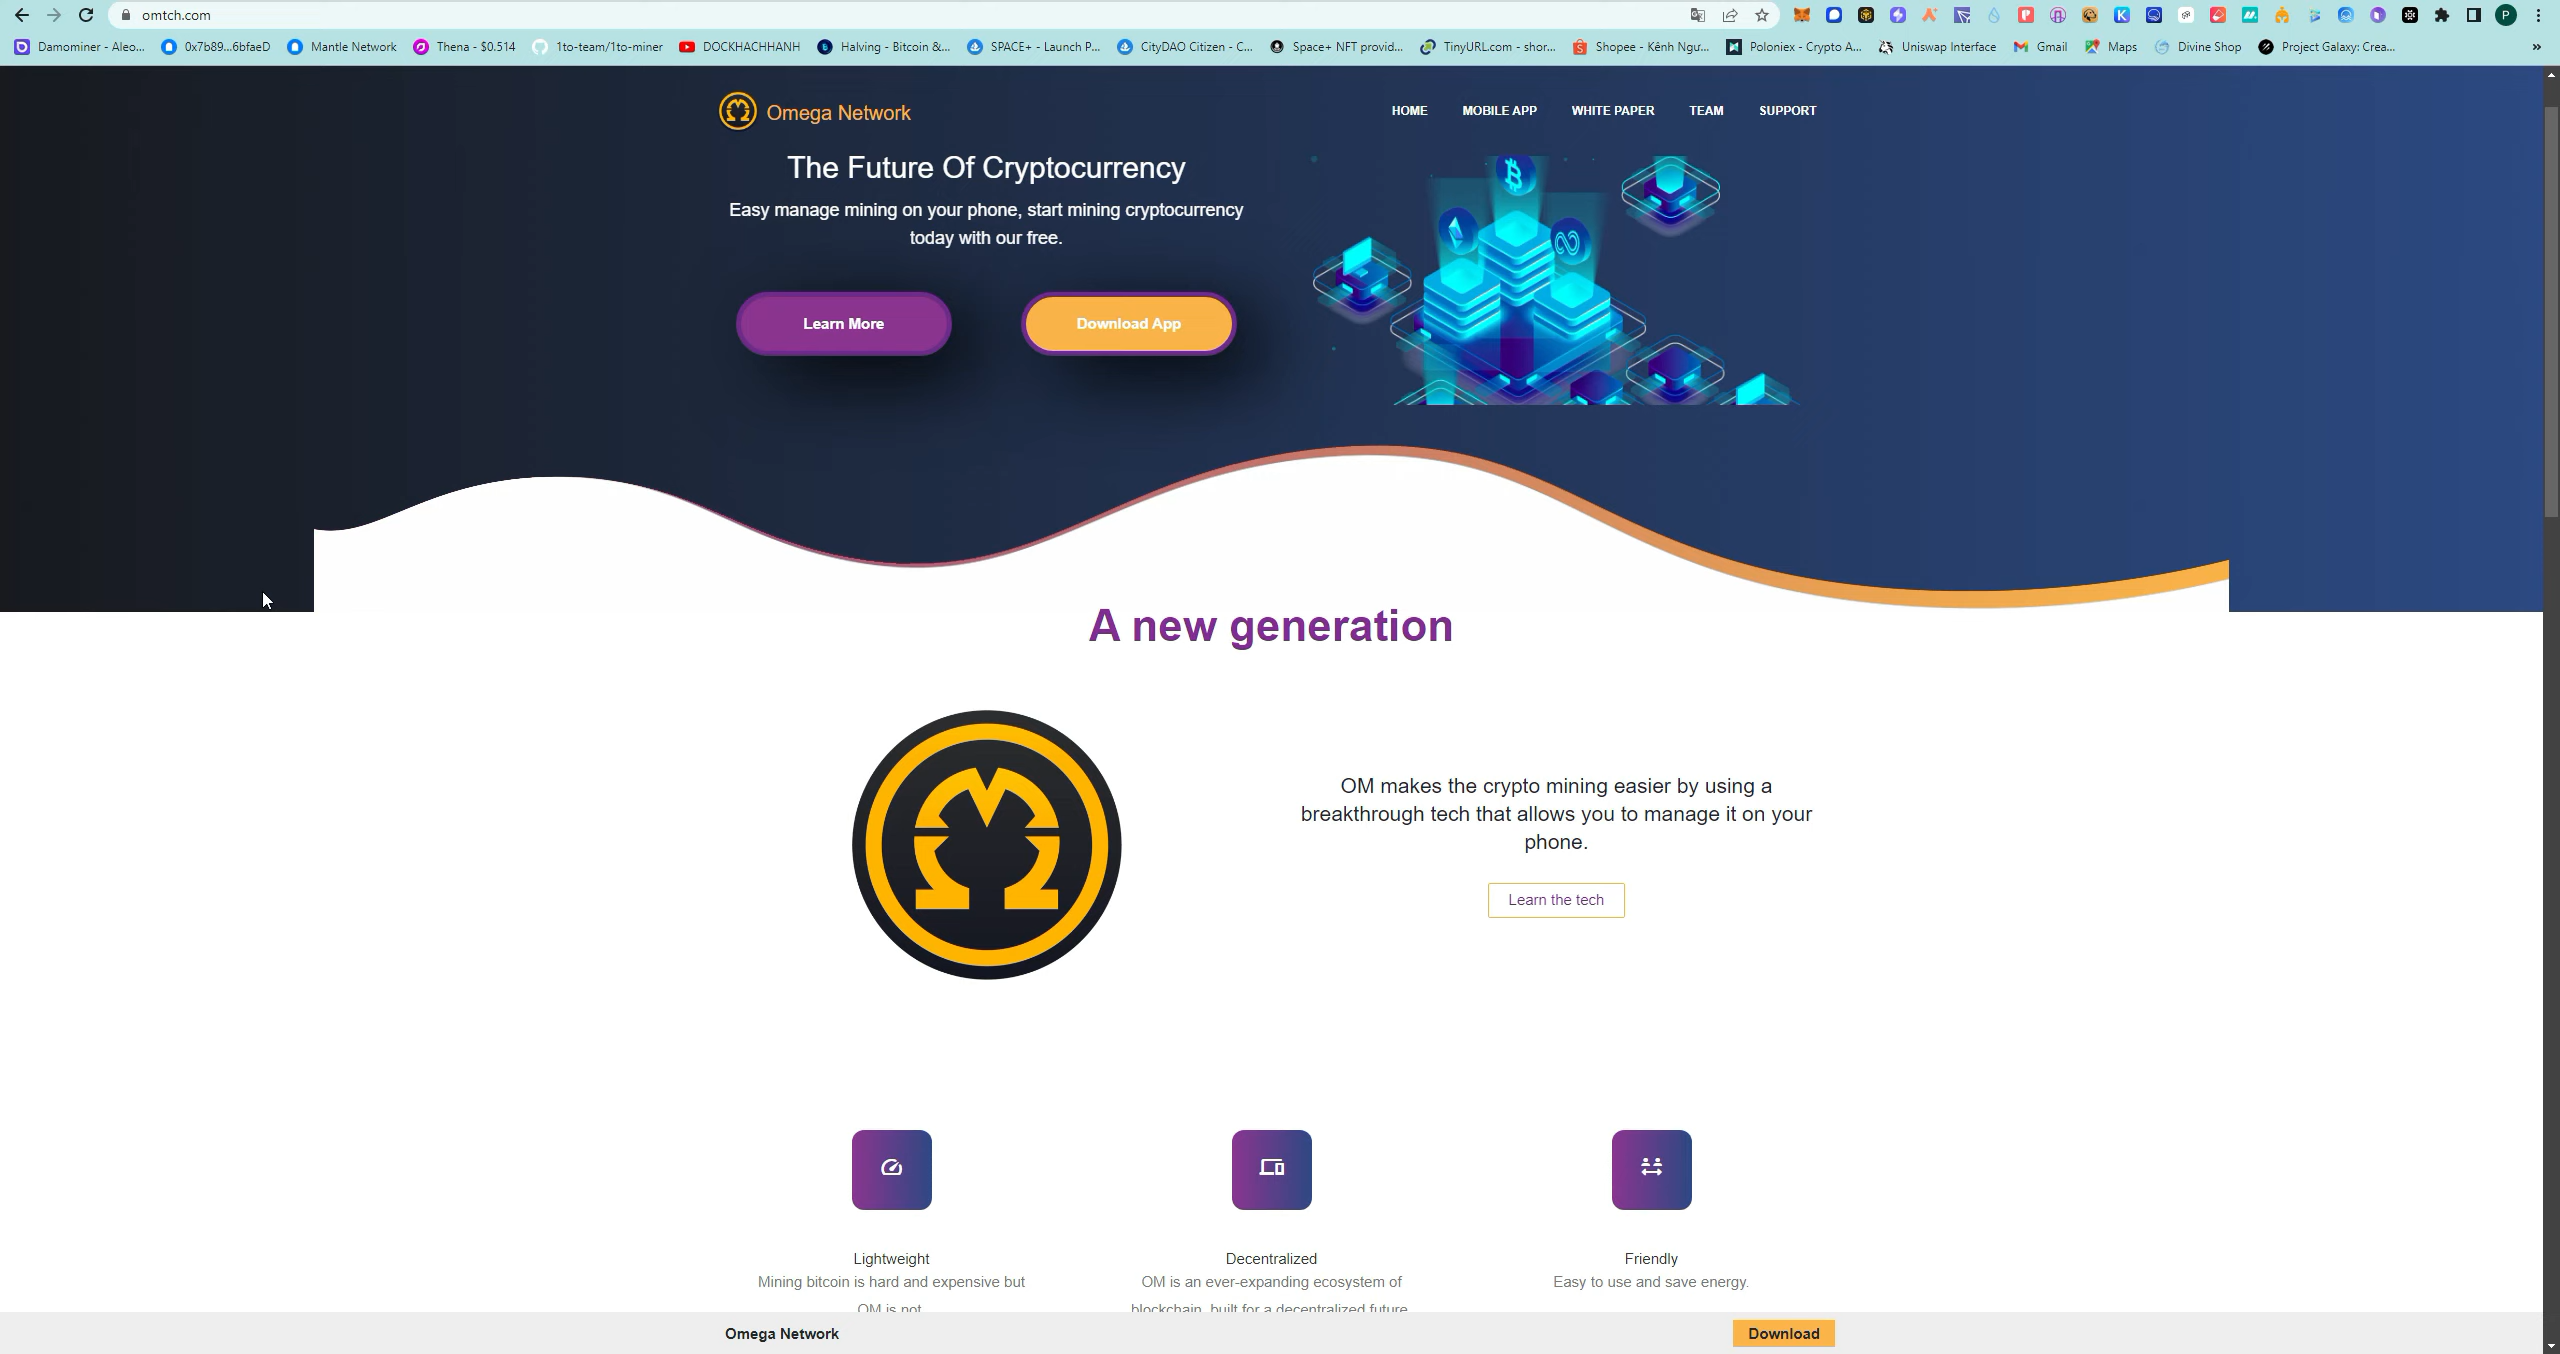 omtch.com
Damominer - Aleo...
0x7b89...6bfaeD
Mantle Network
Thena - $0.514
1to-team/1to-miner
DOCKHACHHANH
Halving - Bitcoin &...
SPACE+ - Launch P...
CityDAO Citizen - C...
Space+ NFT provid...
TinyURL.com - shor...
Shopee - Kênh Ngu...
Poloniex - Crypto A...
Uniswap Interface
Gmail
Maps
Divine Shop
Project Galaxy: Crea...
Omega Network
HOME
MOBILE APP
WHITE PAPER
TEAM
SUPPORT
The Future Of Cryptocurrency
Easy manage mining on your phone, start mining cryptocurrency
today with our free.
Learn More
Download App
A new generation
OM makes the crypto mining easier by using a
breakthrough tech that allows you to manage it on your
phone.
Learn the tech
Lightweight
Mining bitcoin is hard and expensive but
OM is not
Decentralized
OM is an ever-expanding ecosystem of
blockchain, built for a decentralized future
Friendly
Easy to use and save energy.
Omega Network
Download